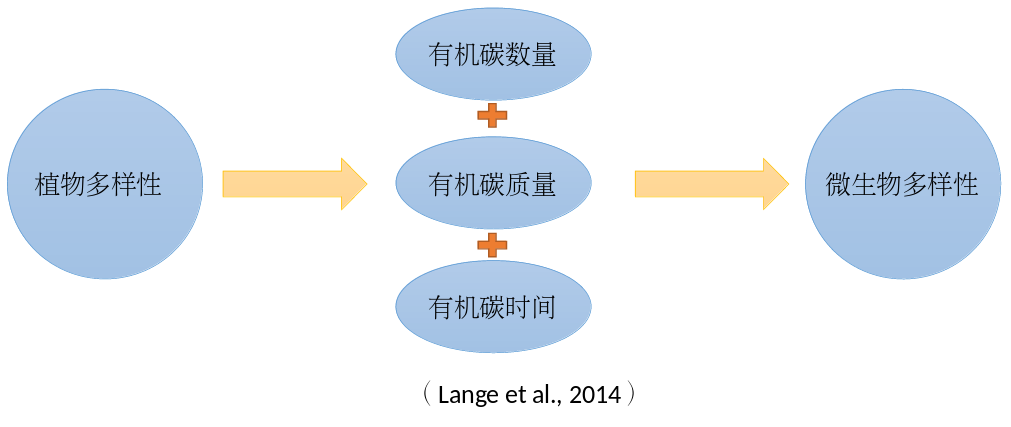 有机碳数量
植物多样性
有机碳质量
微生物多样性
有机碳时间
（Lange et al., 2014）